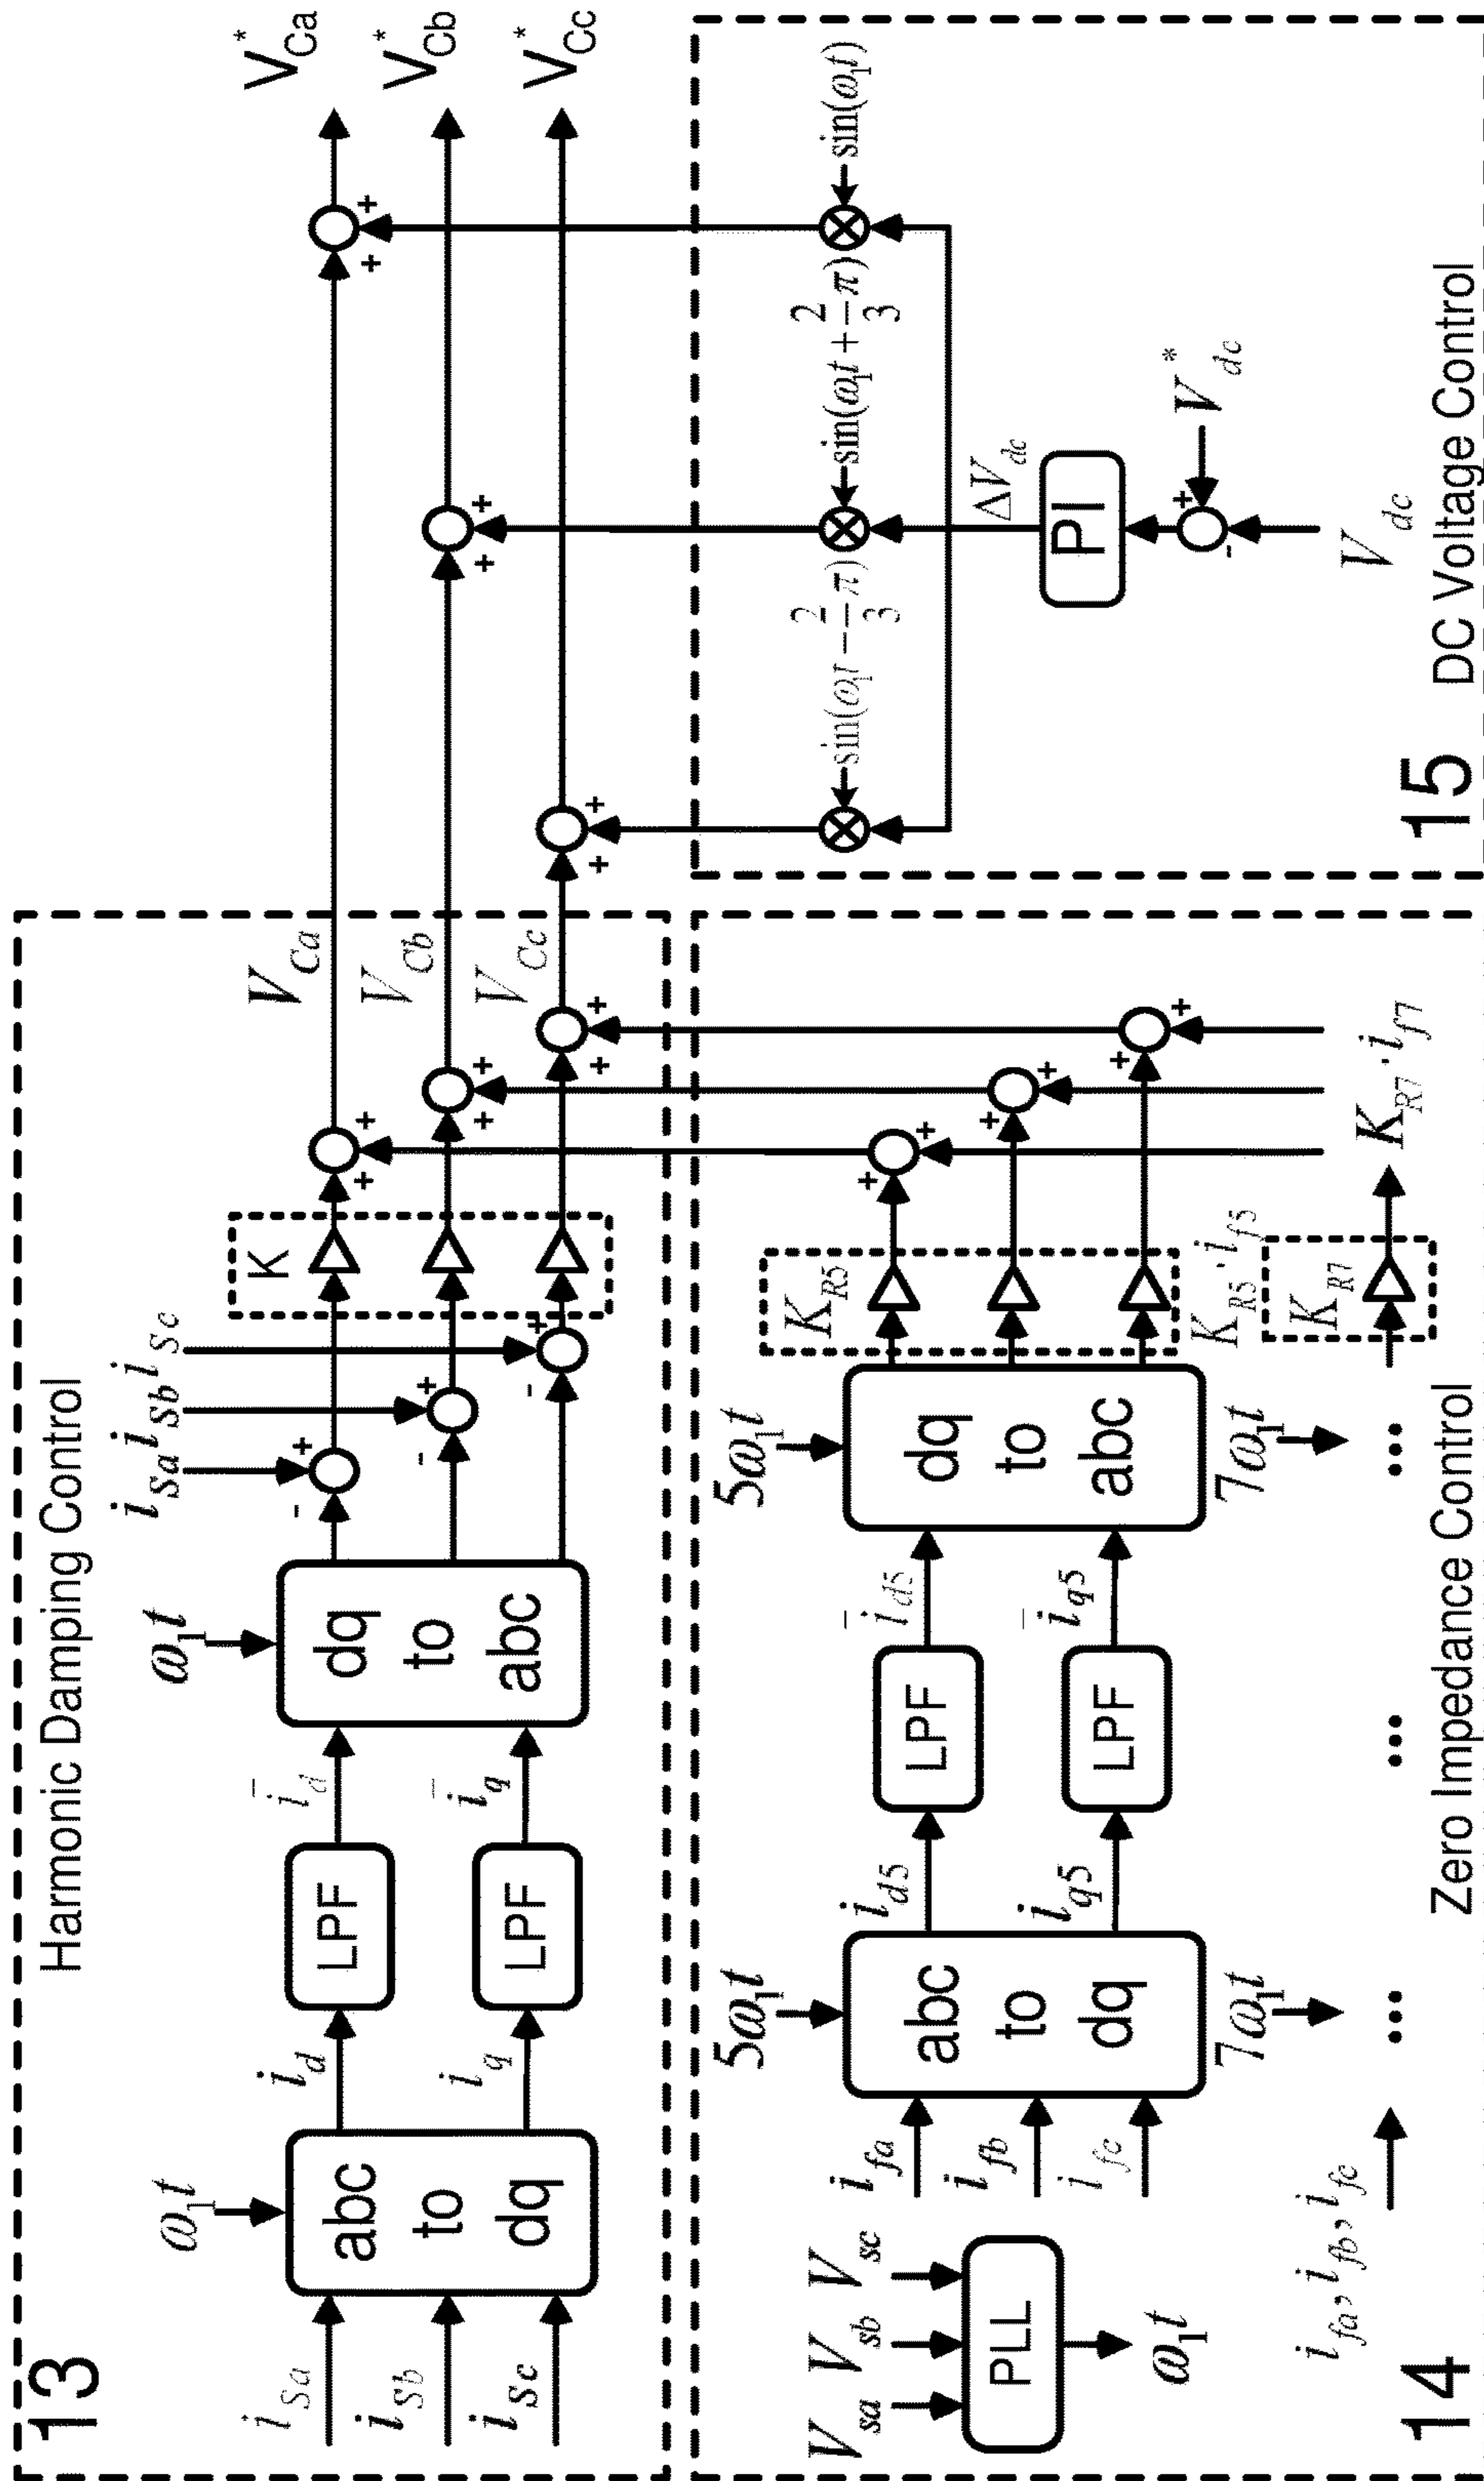 13
Harmonic Damping Control
ω₁t
ω₁t
i_Sa i_Sb i_Sc
i_Sa
i_Sb
i_Sc
abc
to
dq
i_d
i_q
LPF
LPF
i̅_d
i̅_q
dq
to
abc
- +
- +
- +
K
+ +
+ +
+ +
V_Ca
V_Cb
V_Cc
+ +
+ +
+ +
V*_Ca
V*_Cb
V*_Cc
14
Zero Impedance Control
V_sa V_sb V_sc
PLL
ω₁t
i_fa
i_fb
i_fc
5ω₁t
abc
to
dq
7ω₁t
i_d5
i_q5
LPF
LPF
i̅_d5
i̅_q5
5ω₁t
dq
to
abc
7ω₁t
K_R5
K_R5·i_f5
+ +
+ +
+ +
i_fa, i_fb, i_fc
... ... ...
K_R7
K_R7·i_f7
15
DC Voltage Control
sin(ω₁t - 2/3 π)
sin(ω₁t + 2/3 π)
sin(ω₁t)
ΔV_dc
PI
+
-
V*_dc
V_dc